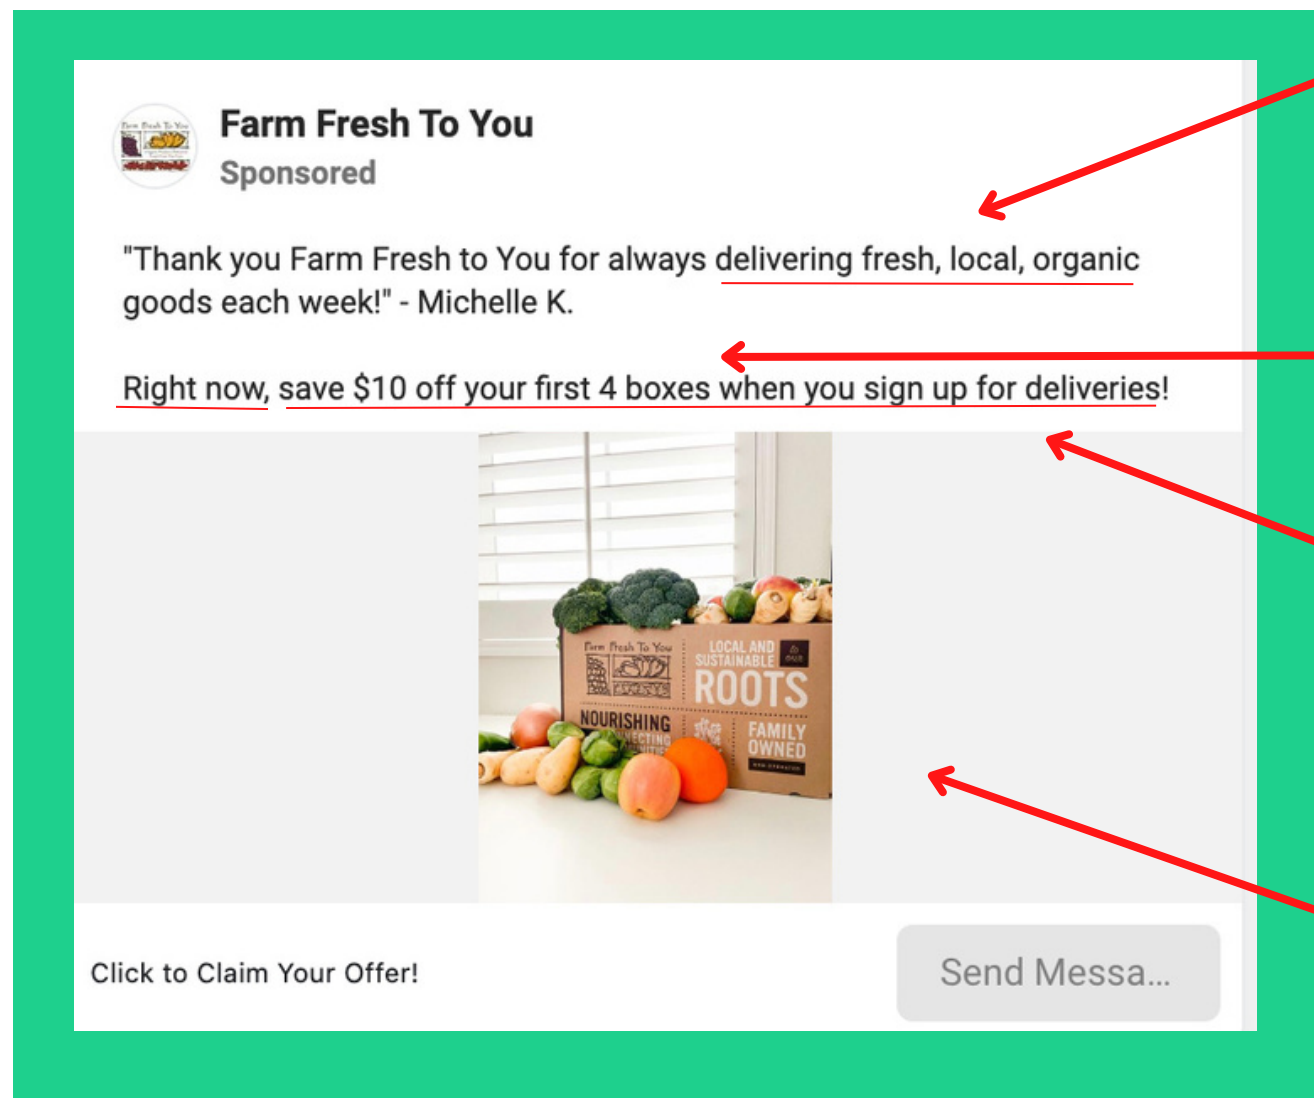 Farm Fresh To You
Sponsored
"Thank you Farm Fresh to You for always delivering fresh, local, organic
goods each week!" - Michelle K.
Right now, save $10 off your first 4 boxes when you sign up for deliveries!
Farm Fresh To You
LOCAL AND
SUSTAINABLE
ROOTS
NOURISHING
FAMILY
OWNED
Click to Claim Your Offer!
Send Messa...